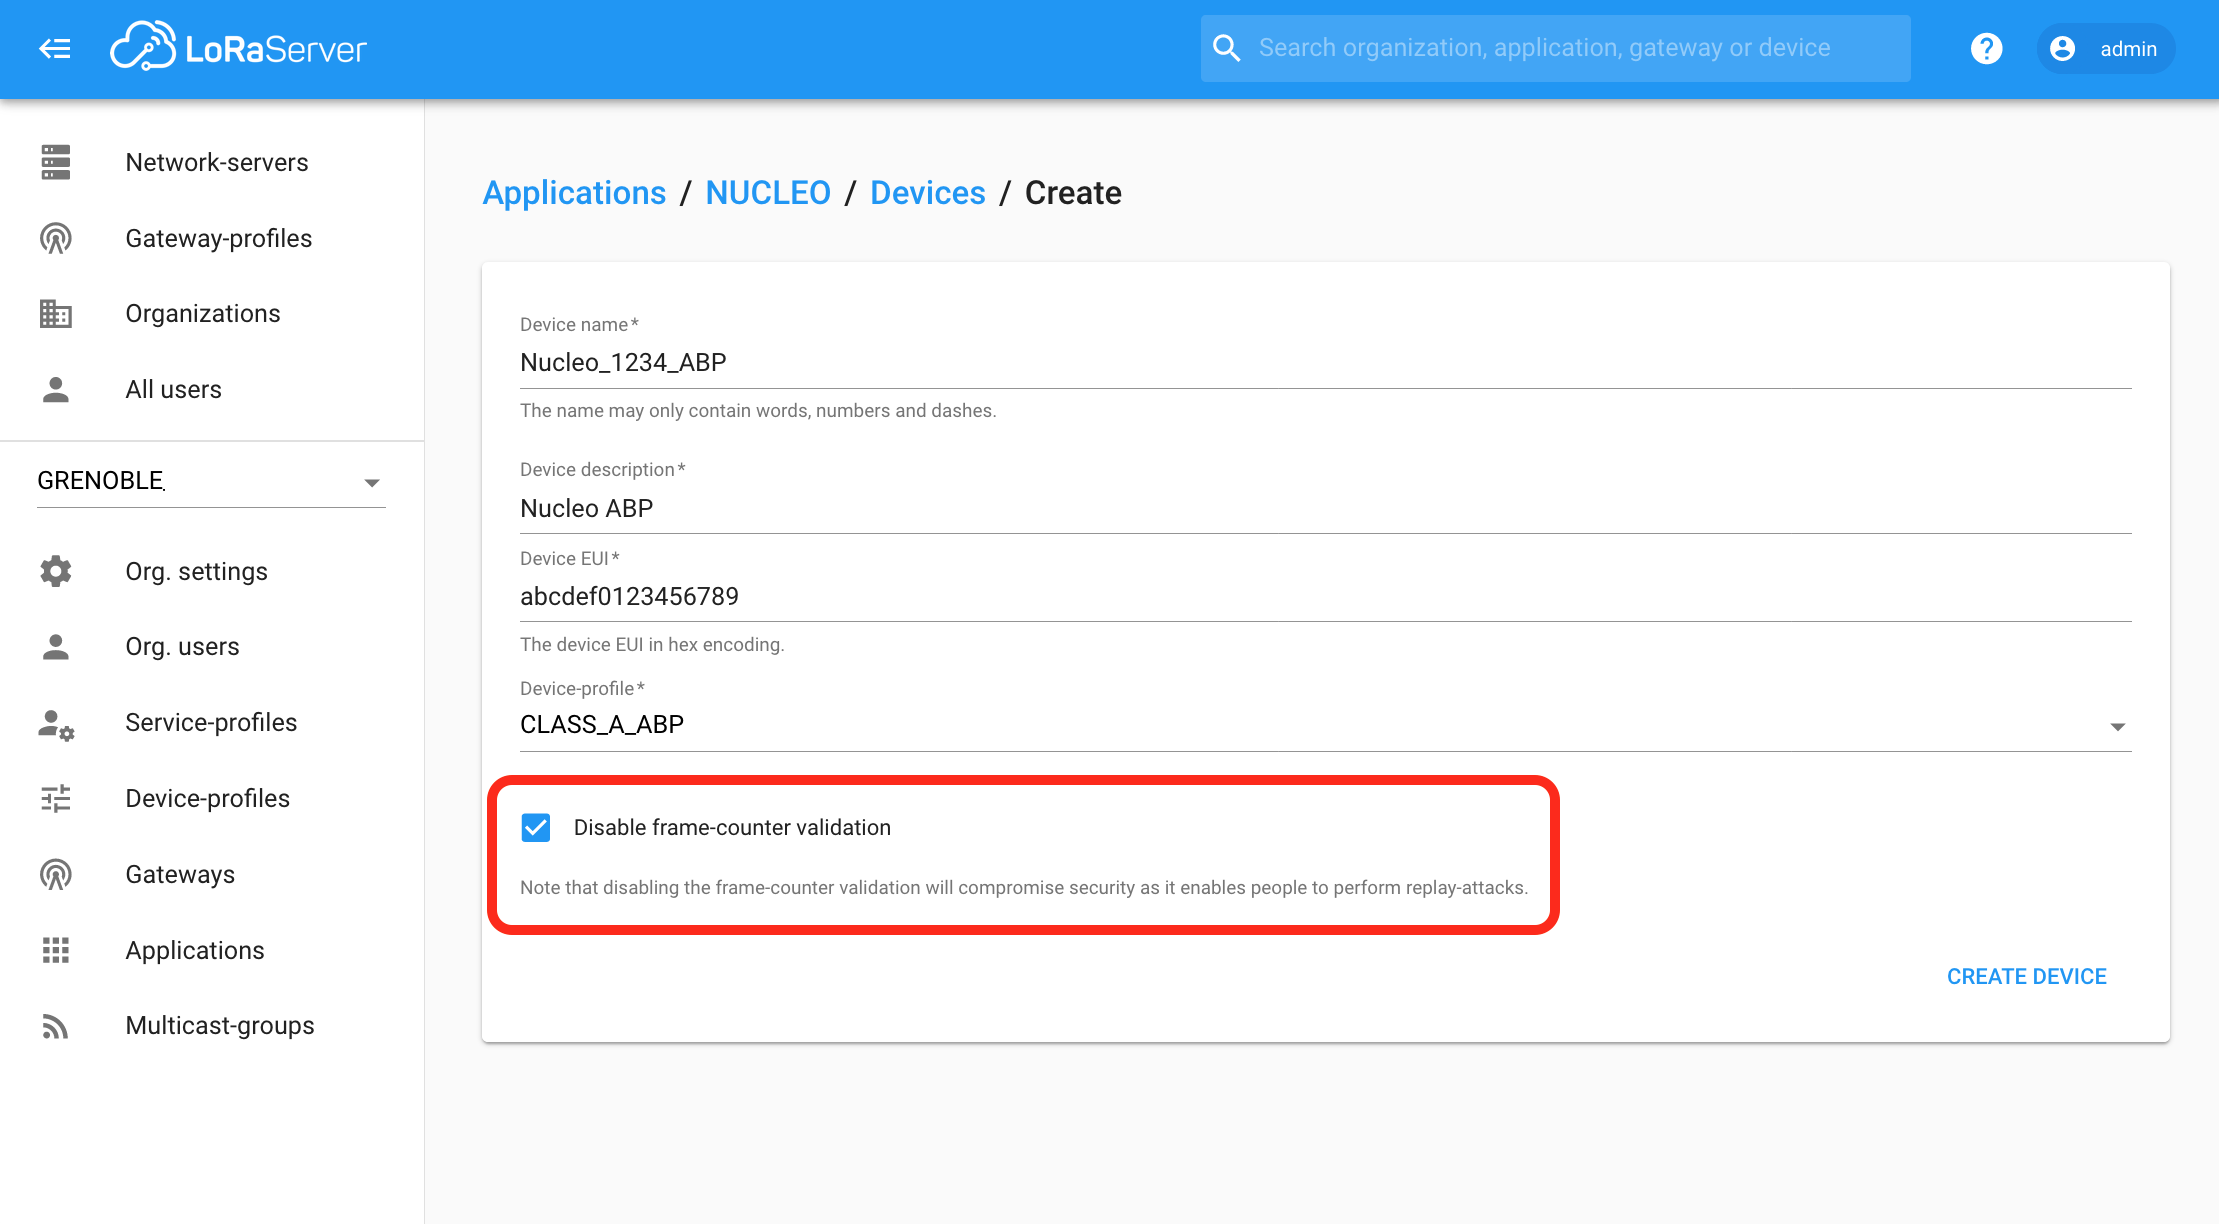 LoRaServer
Search organization, application, gateway or device
?
admin
Network-servers
Gateway-profiles
Organizations
All users
GRENOBLE
Org. settings
Org. users
Service-profiles
Device-profiles
Gateways
Applications
Multicast-groups
Applications / NUCLEO / Devices / Create
Device name *
Nucleo_1234_ABP
The name may only contain words, numbers and dashes.
Device description *
Nucleo ABP
Device EUI *
abcdef0123456789
The device EUI in hex encoding.
Device-profile *
CLASS_A_ABP
Disable frame-counter validation
Note that disabling the frame-counter validation will compromise security as it enables people to perform replay-attacks.
CREATE DEVICE